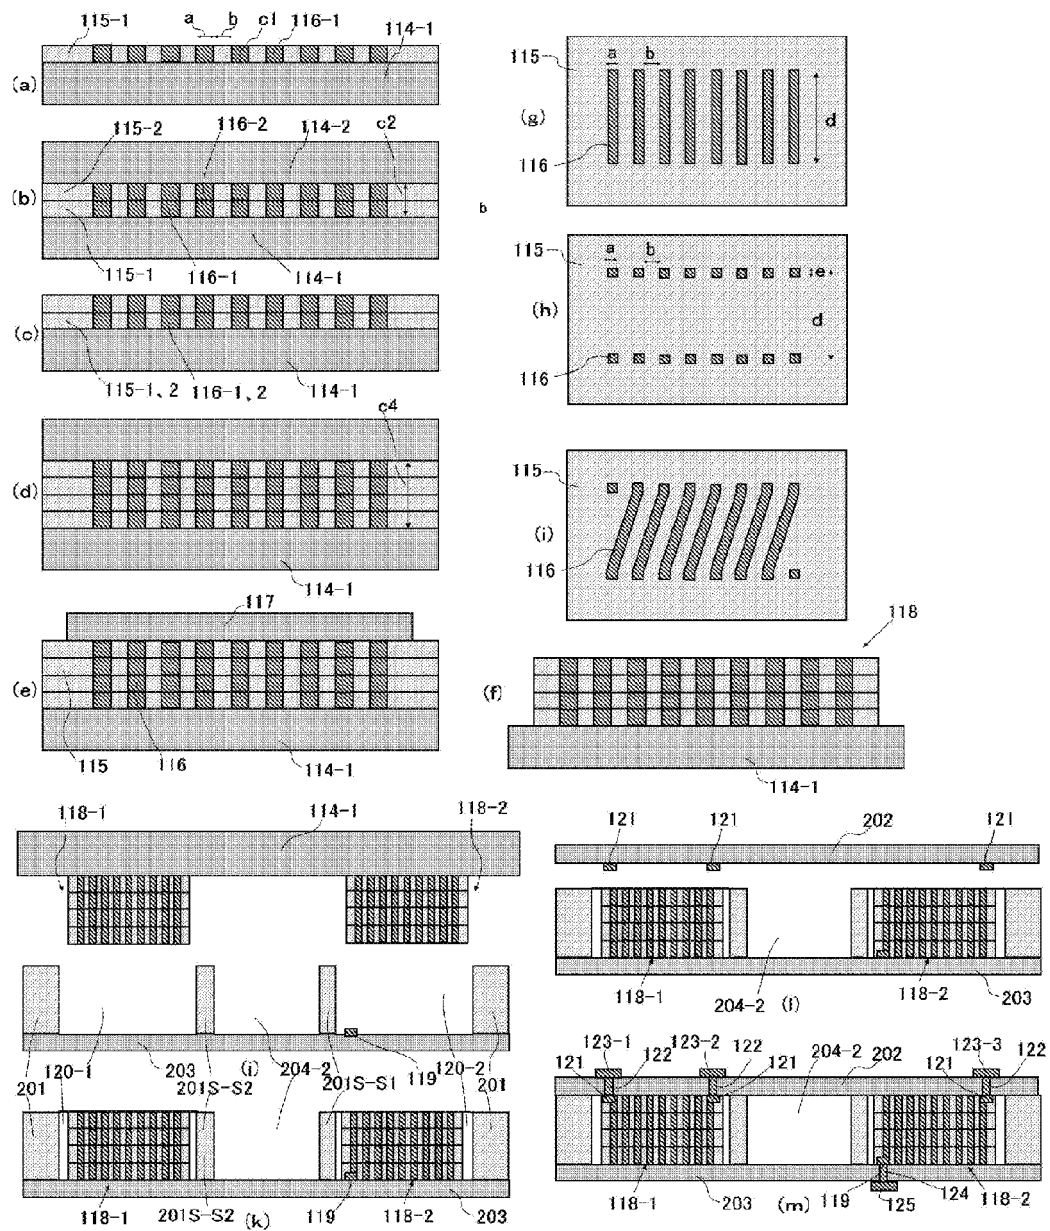 115-1 a b c1 116-1 114-1
(a)
115-2 116-2 114-2 c2
(b)
115-1 116-1 114-1
(c)
115-1、2 116-1、2 114-1
c4
(d)
114-1
117
(e)
115 116 114-1
115 a b
(g)
d
116
b
115 a b
e
(h)
d
116
115
(i)
116
118
(f)
114-1
118-1 114-1 118-2
203 (j) 119
201 120-1 201S-S2 204-2 201S-S1 120-2 201
118-1 201S-S2 (k) 119 118-2 203
121 121 202 121
118-1 204-2 (l) 118-2 203
123-1 122 123-2 122 204-2 202 123-3 122
121 121 121
118-1 203 (m) 119 125 124 118-2